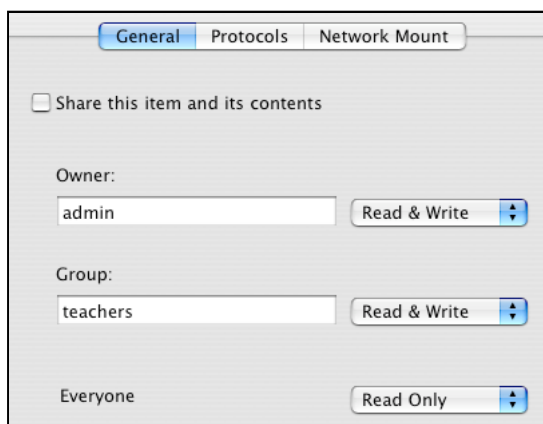 General Protocols Network Mount
Share this item and its contents
Owner:
admin Read & Write
Group:
teachers Read & Write
Everyone Read Only